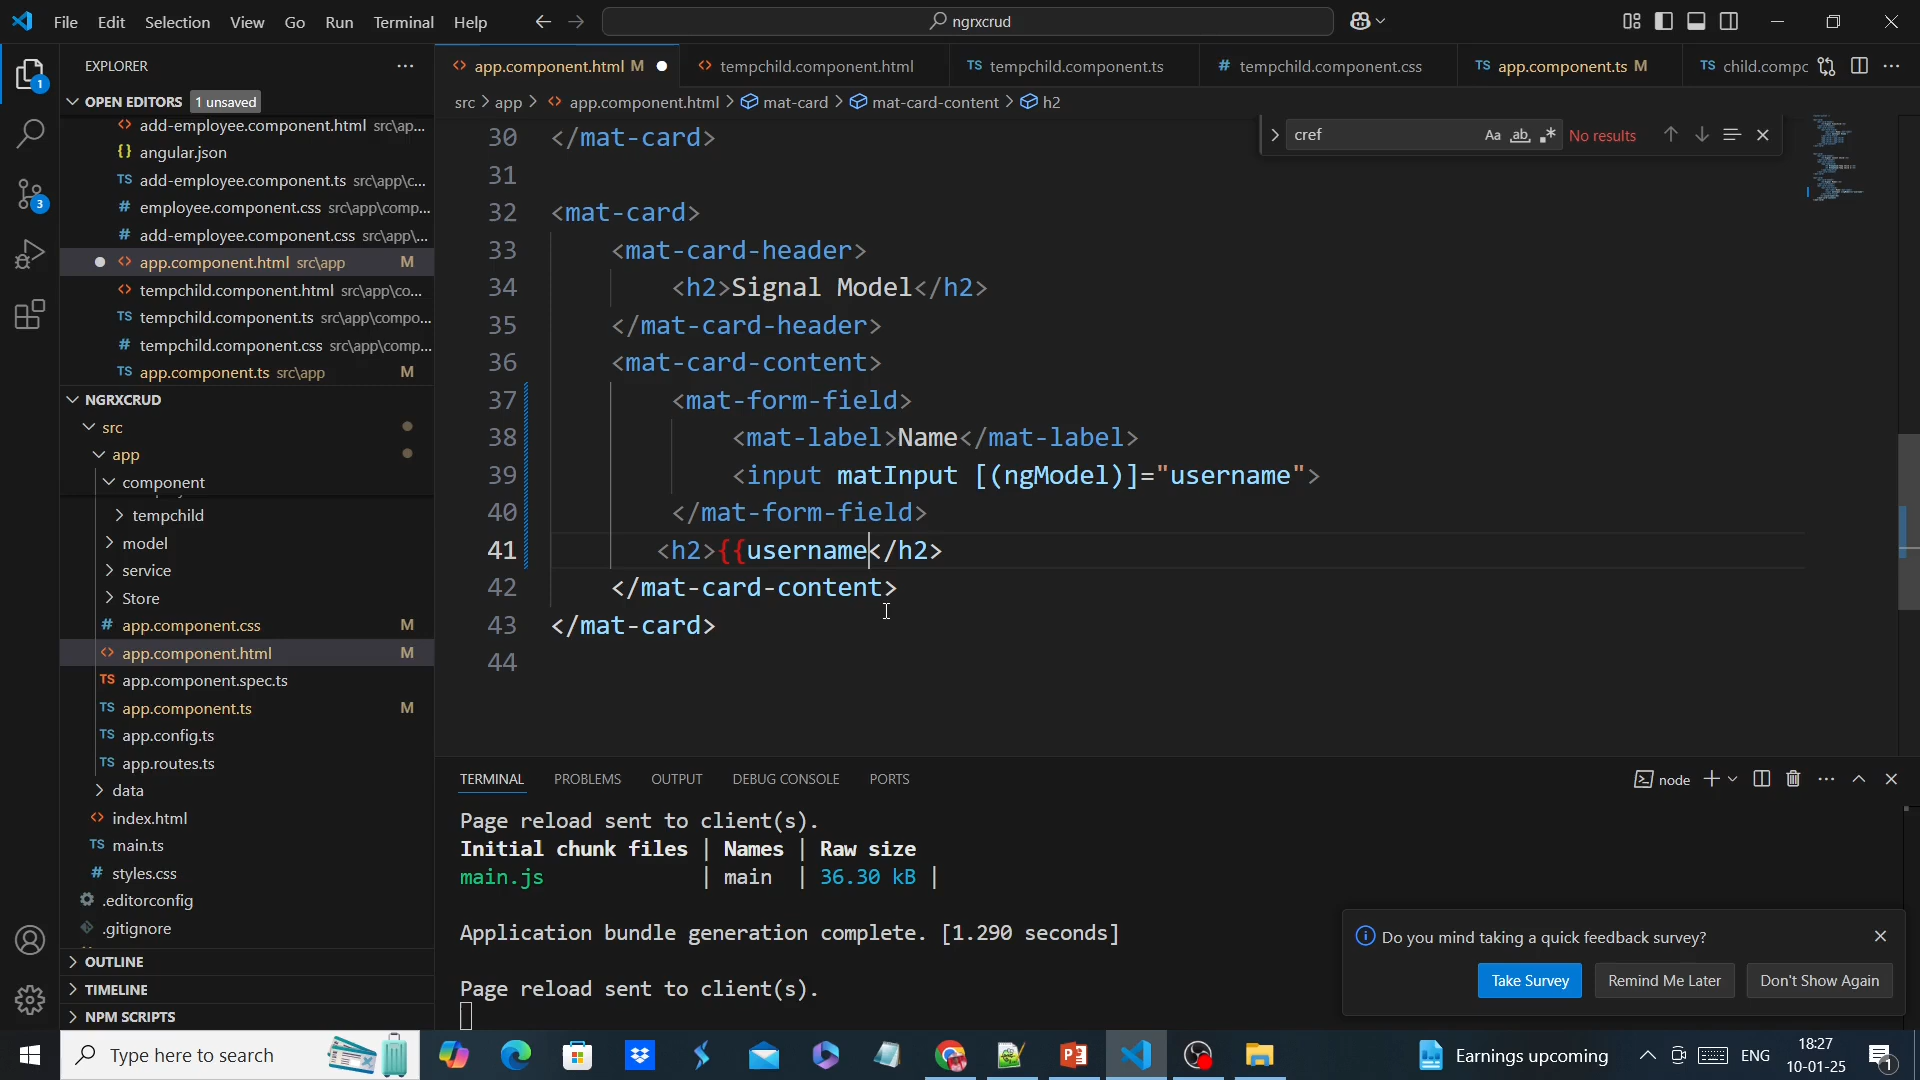 File Edit Selection View Go Run Terminal Help
ngrxcrud
EXPLORER
OPEN EDITORS 1 unsaved
add-employee.component.html src\ap...
angular.json
add-employee.component.ts src\app\c...
employee.component.css src\app\comp...
add-employee.component.css src\app\...
app.component.html src\app M
tempchild.component.html src\app\co...
tempchild.component.ts src\app\compo...
tempchild.component.css src\app\comp...
app.component.ts src\app M
NGRXCRUD
src
app
component
tempchild
model
service
Store
app.component.css M
app.component.html M
app.component.spec.ts
app.component.ts M
app.config.ts
app.routes.ts
data
index.html
main.ts
styles.css
.editorconfig
.gitignore
OUTLINE
TIMELINE
NPM SCRIPTS
app.component.html M tempchild.component.html TS tempchild.component.ts # tempchild.component.css TS app.component.ts M TS child.compc
src > app > app.component.html > mat-card > mat-card-content > h2
cref Aa ab No results
30 </mat-card>
31
32 <mat-card>
33 <mat-card-header>
34 <h2>Signal Model</h2>
35 </mat-card-header>
36 <mat-card-content>
37 <mat-form-field>
38 <mat-label>Name</mat-label>
39 <input matInput [(ngModel)]="username">
40 </mat-form-field>
41 <h2>{{username</h2>
42 </mat-card-content>
43 </mat-card>
44
TERMINAL PROBLEMS OUTPUT DEBUG CONSOLE PORTS
node
Page reload sent to client(s).
Initial chunk files | Names | Raw size
main.js | main | 36.30 kB |
Application bundle generation complete. [1.290 seconds]
Page reload sent to client(s).
Do you mind taking a quick feedback survey?
Take Survey Remind Me Later Don't Show Again
Type here to search
Earnings upcoming
ENG
18:27
10-01-25